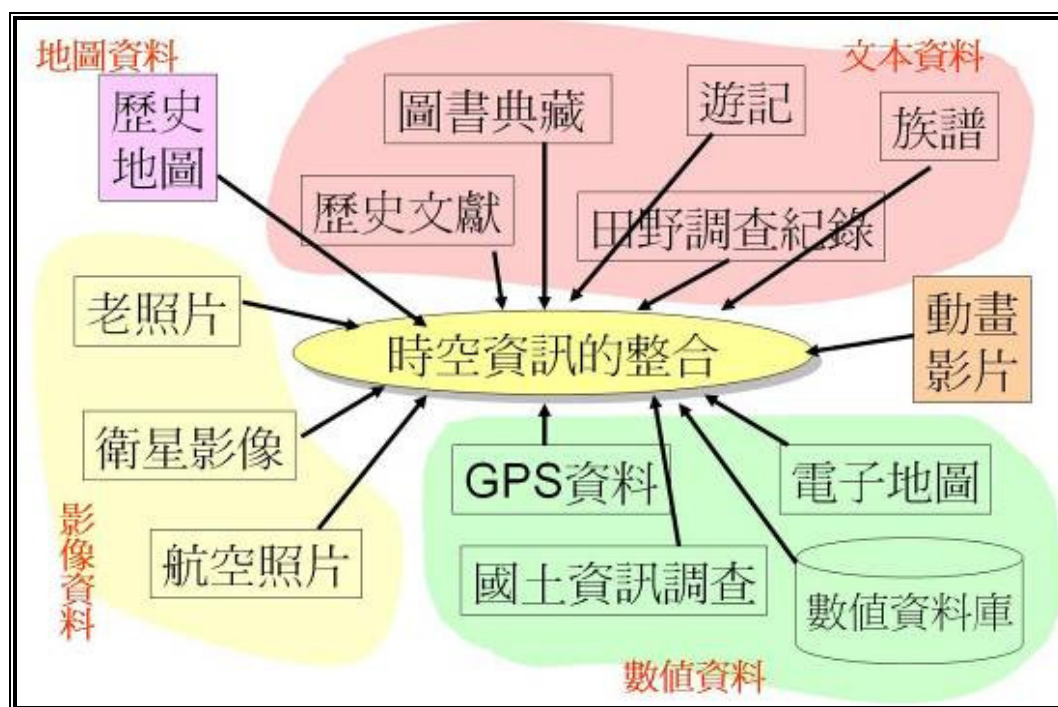 地圖資料
文本資料
歷史
地圖
圖書典藏
遊記
族譜
歷史文獻
田野調查紀錄
老照片
動畫
影片
時空資訊的整合
衛星影像
GPS資料
電子地圖
影像資料
航空照片
國土資訊調查
數值資料庫
數值資料